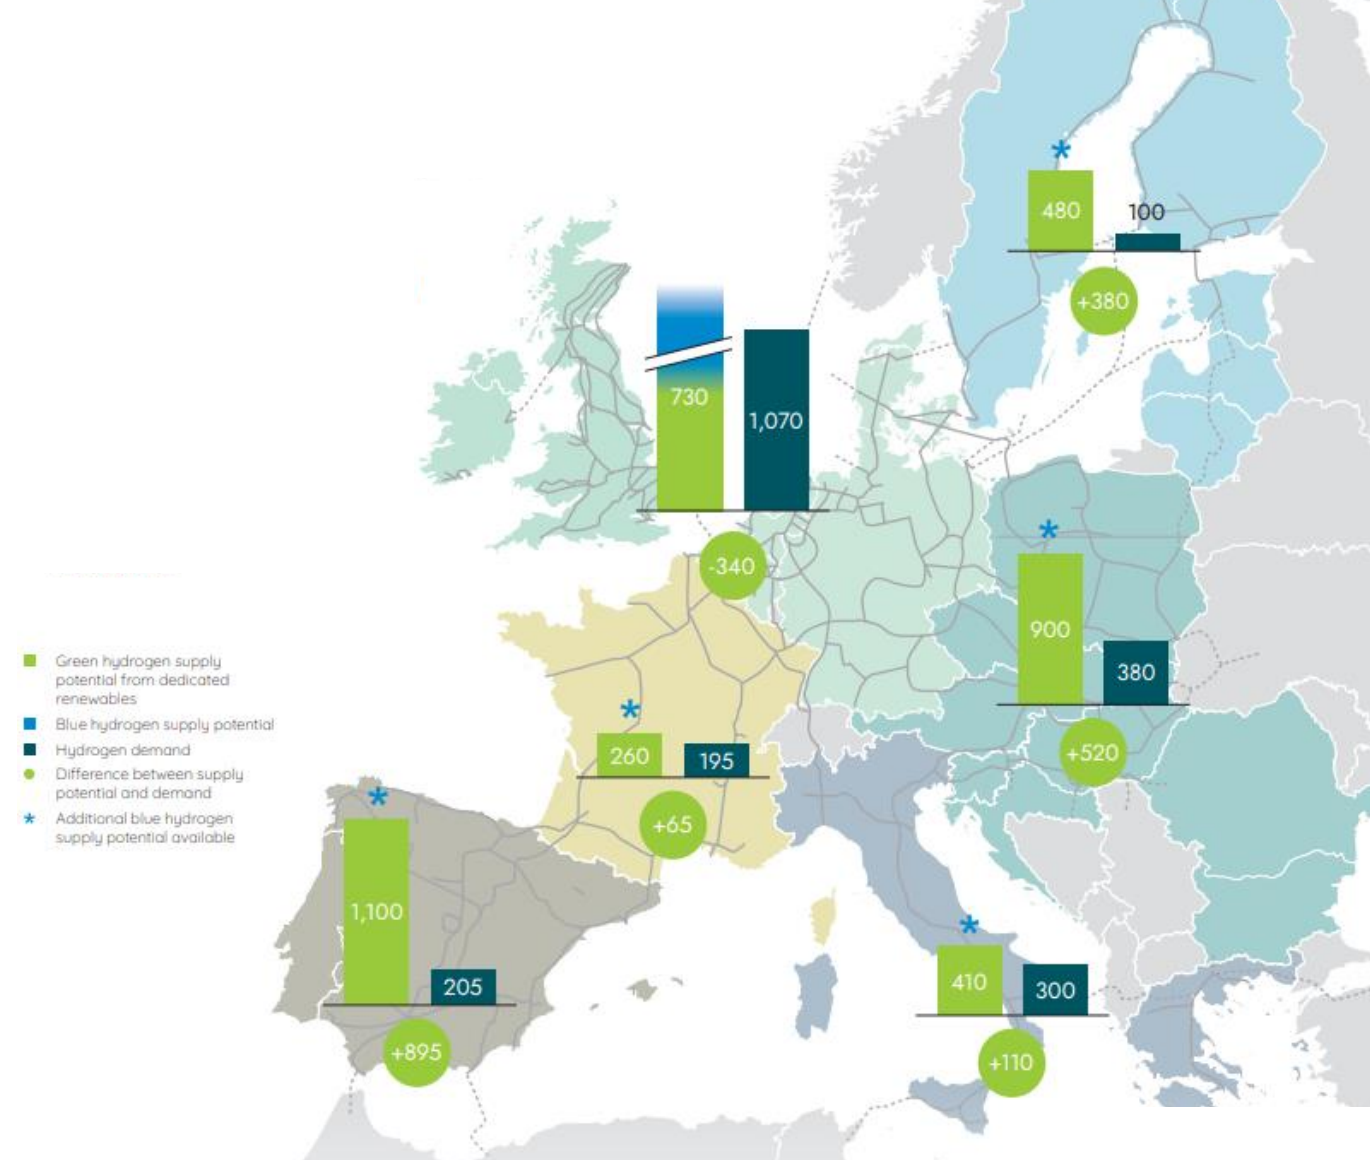 480
100
+380
730
1,070
-340
900
380
+520
260
195
+65
Green hydrogen supply
potential from dedicated
renewables
Blue hydrogen supply potential
Hydrogen demand
Difference between supply
potential and demand
* Additional blue hydrogen
supply potential available
1,100
205
+895
410
300
+110